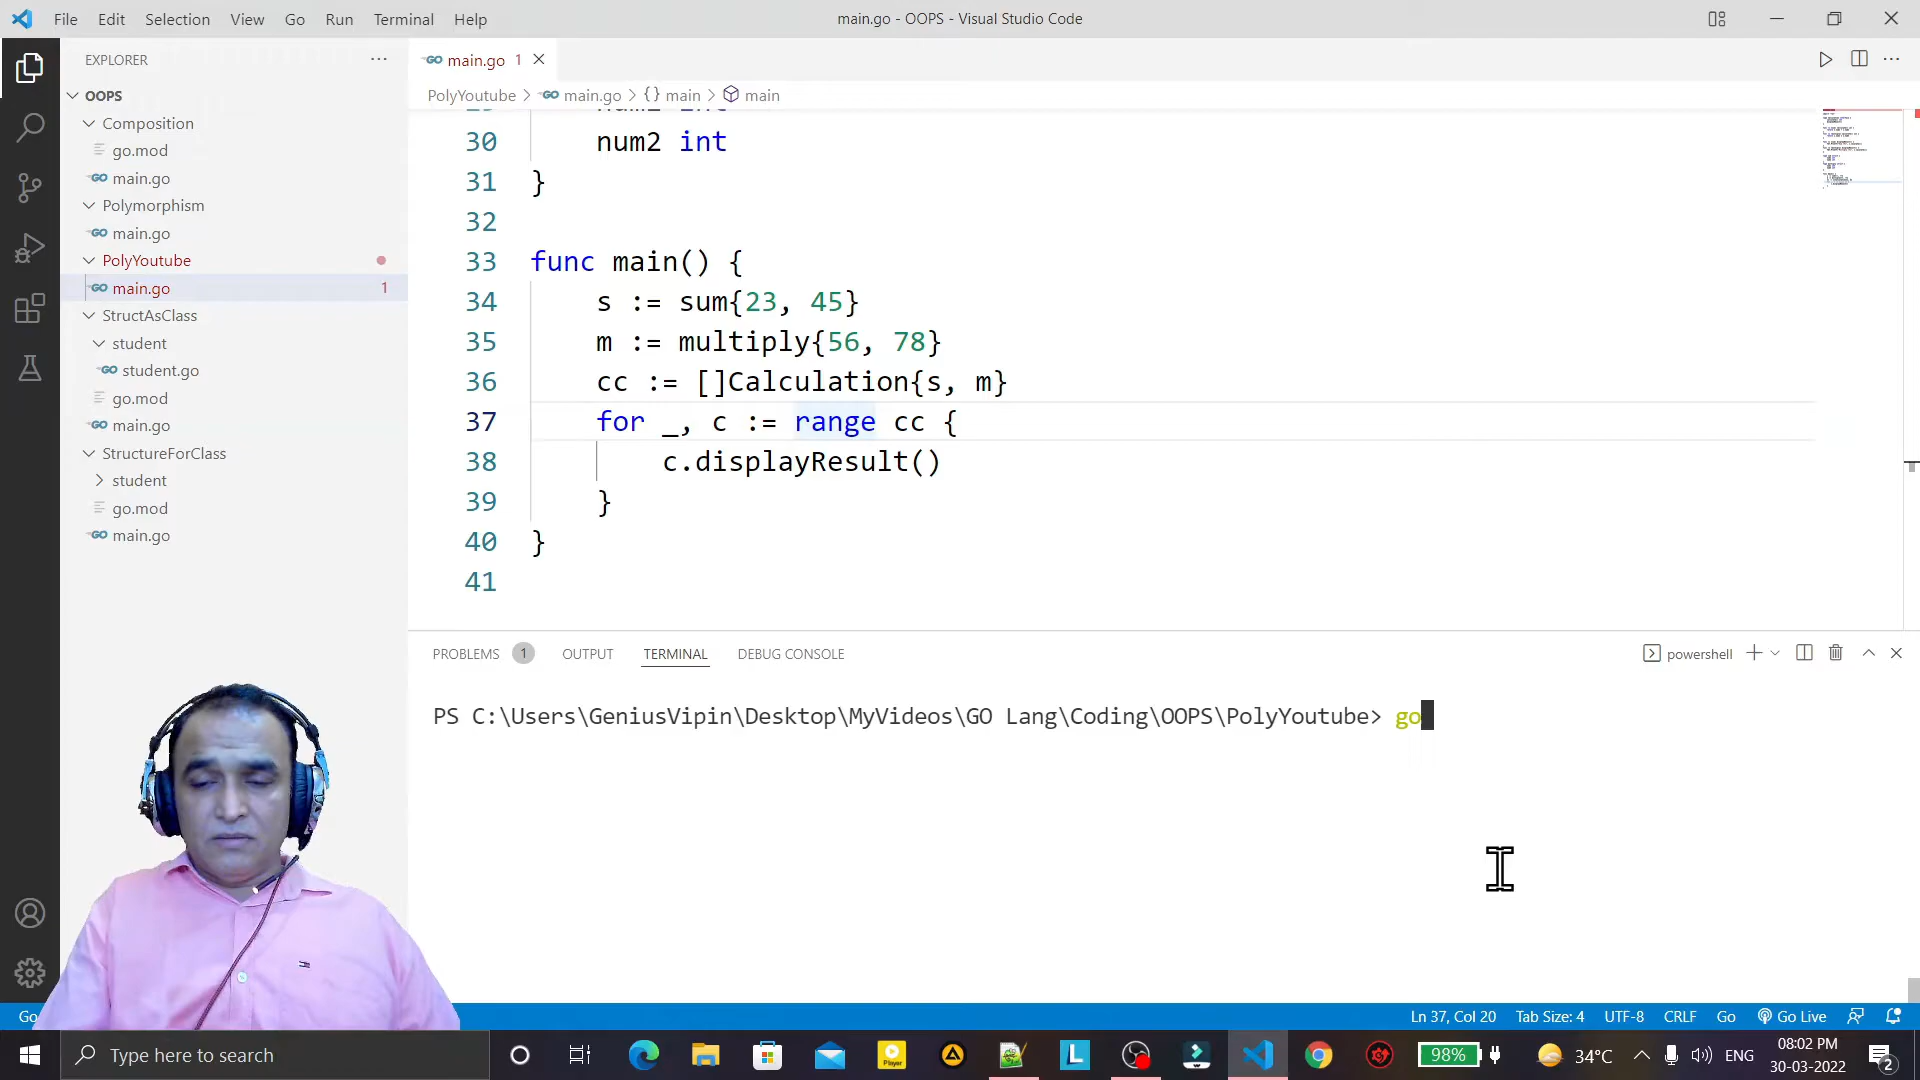 File Edit Selection View Go Run Terminal Help
main.go - OOPS - Visual Studio Code
EXPLORER
OOPS
Composition
go.mod
main.go
Polymorphism
main.go
PolyYoutube
main.go 1
StructAsClass
student
student.go
go.mod
main.go
StructureForClass
student
go.mod
main.go
main.go 1
PolyYoutube > main.go > {} main > main
30 num2 int
31 }
32
33 func main() {
34 s := sum{23, 45}
35 m := multiply{56, 78}
36 cc := []Calculation{s, m}
37 for _, c := range cc {
38 c.displayResult()
39 }
40 }
41
PROBLEMS 1 OUTPUT TERMINAL DEBUG CONSOLE
powershell
PS C:\Users\GeniusVipin\Desktop\MyVideos\GO Lang\Coding\OOPS\PolyYoutube> go
Go
Ln 37, Col 20 Tab Size: 4 UTF-8 CRLF Go Go Live
Type here to search
98%
34°C
ENG
08:02 PM
30-03-2022
2